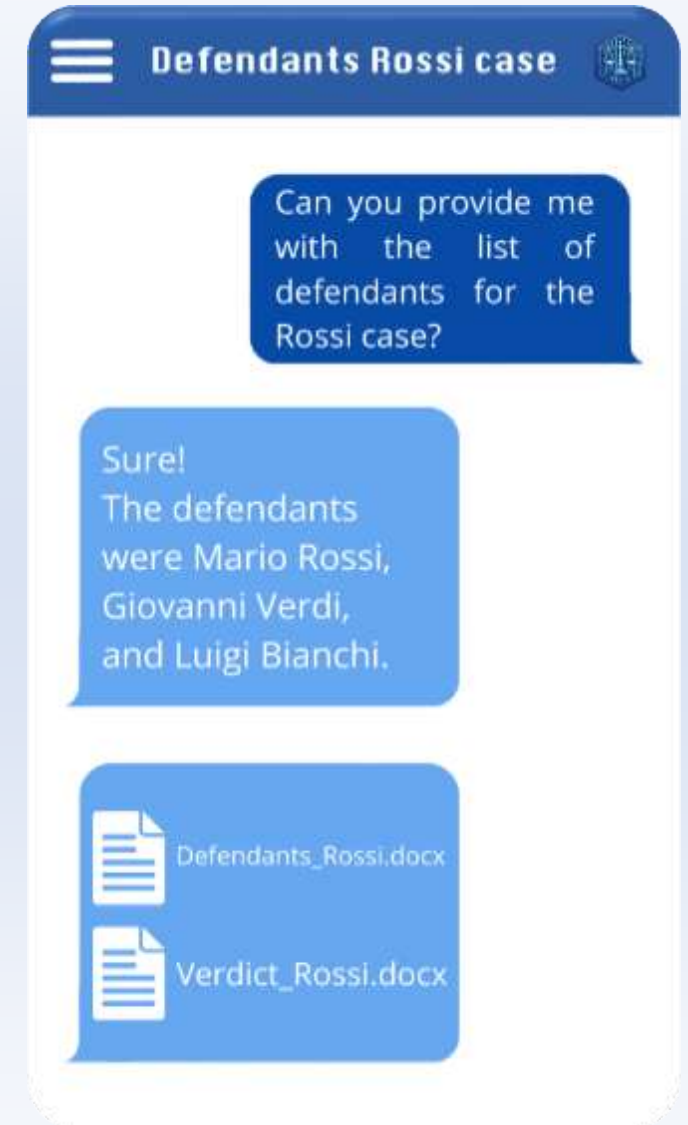 Defendants Rossi case
Can you provide me
with the list of
defendants for the
Rossi case?
Sure!
The defendants
were Mario Rossi,
Giovanni Verdi,
and Luigi Bianchi.
Defendants_Rossi.docx
Verdict_Rossi.docx